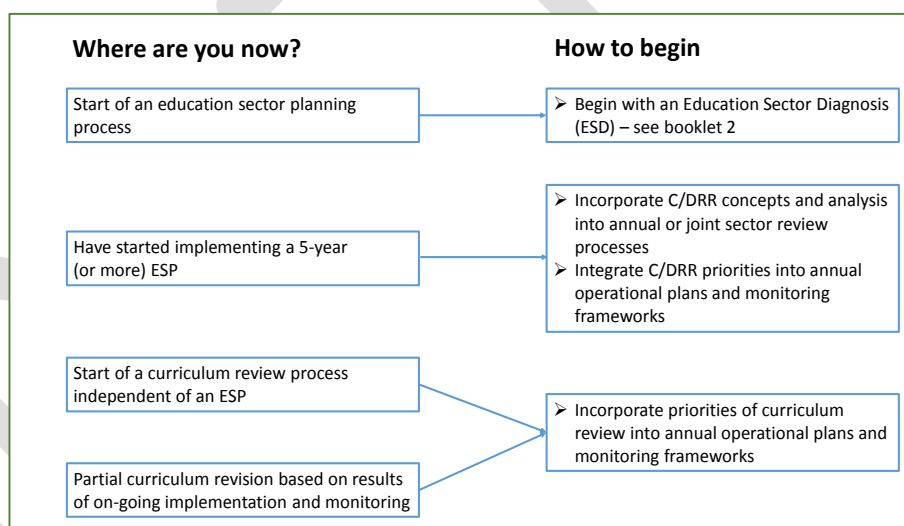 Where are you now?
How to begin
Start of an education sector planning
process
➢ Begin with an Education Sector Diagnosis
(ESD) – see booklet 2
Have started implementing a 5-year
(or more) ESP
➢ Incorporate C/DRR concepts and analysis
into annual or joint sector review
processes
➢ Integrate C/DRR priorities into annual
operational plans and monitoring
frameworks
Start of a curriculum review process
independent of an ESP
Partial curriculum revision based on results
of on-going implementation and monitoring
➢ Incorporate priorities of curriculum
review into annual operational plans and
monitoring frameworks